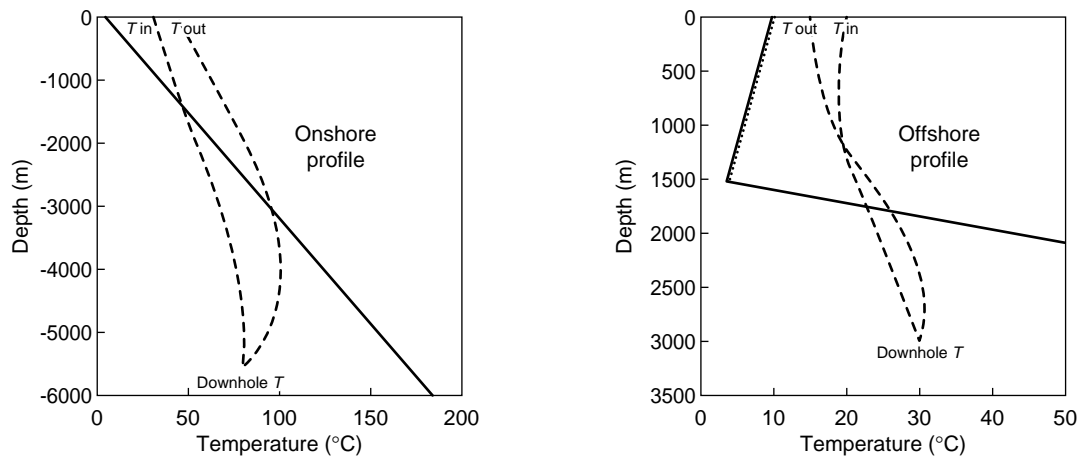 0
-1000
-2000
-3000
-4000
-5000
-6000
Depth (m)
T in
T out
Onshore
profile
Downhole T
0
50
100
150
200
Temperature (°C)
0
500
1000
1500
2000
2500
3000
3500
Depth (m)
T out
T in
Offshore
profile
Downhole T
0
10
20
30
40
50
Temperature (°C)